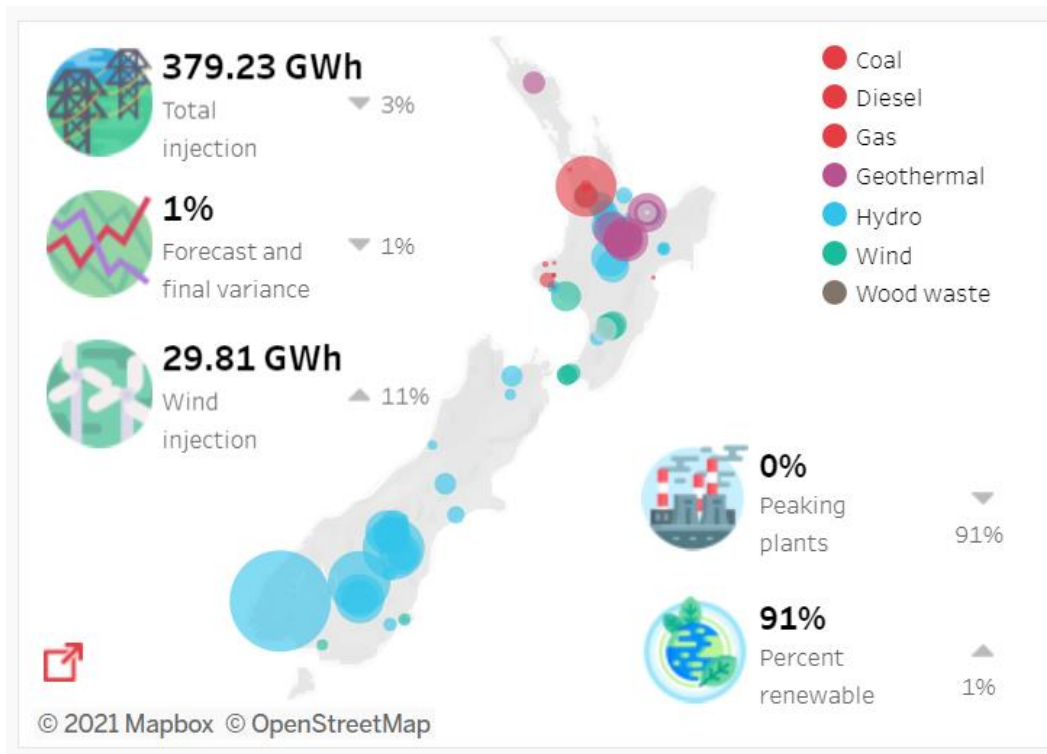 379.23 GWh
Total
injection
3%
1%
Forecast and
final variance
1%
29.81 GWh
Wind
injection
11%
Coal
Diesel
Gas
Geothermal
Hydro
Wind
Wood waste
0%
Peaking
plants
91%
91%
Percent
renewable
1%
© 2021 Mapbox © OpenStreetMap